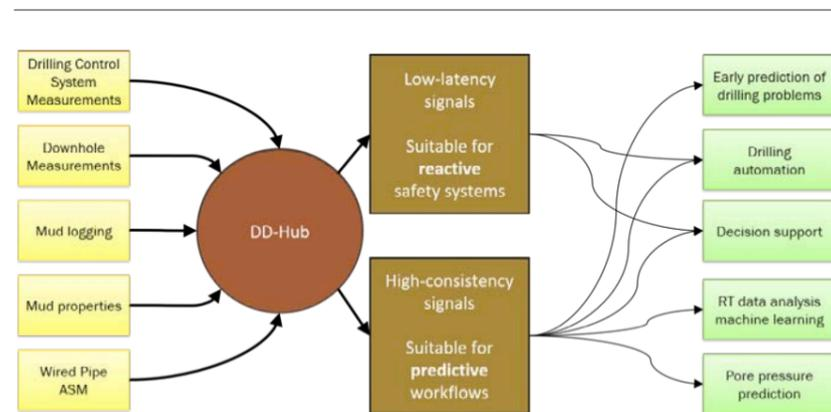 Drilling Control
System
Measurements
Downhole
Measurements
Mud logging
Mud properties
Wired Pipe
ASM
DD-Hub
Low-latency
signals
Suitable for
reactive
safety systems
High-consistency
signals
Suitable for
predictive
workflows
Early prediction of
drilling problems
Drilling
automation
Decision support
RT data analysis
machine learning
Pore pressure
prediction